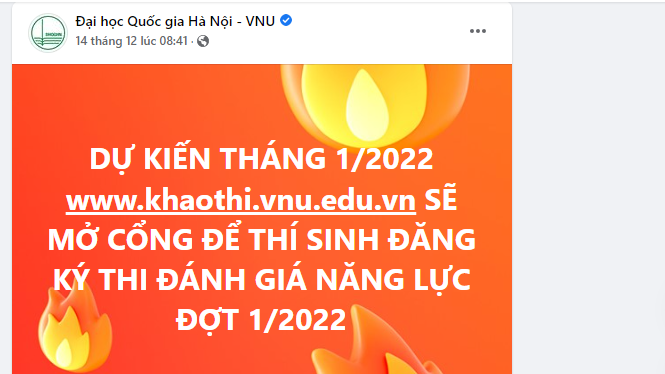 Đại học Quốc gia Hà Nội - VNU
14 tháng 12 lúc 08:41 ·
DỰ KIẾN THÁNG 1/2022
www.khaothi.vnu.edu.vn SẼ
MỞ CỔNG ĐỂ THÍ SINH ĐĂNG
KÝ THI ĐÁNH GIÁ NĂNG LỰC
ĐỢT 1/2022